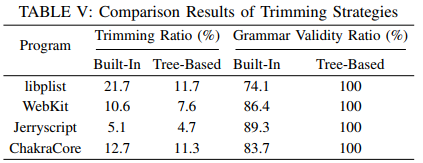 TABLE V: Comparison Results of Trimming Strategies
Program Trimming Ratio (%) Grammar Validity Ratio (%)
Built-In Tree-Based Built-In Tree-Based
libplist 21.7 11.7 74.1 100
WebKit 10.6 7.6 86.4 100
Jerryscript 5.1 4.7 89.3 100
ChakraCore 12.7 11.3 83.7 100